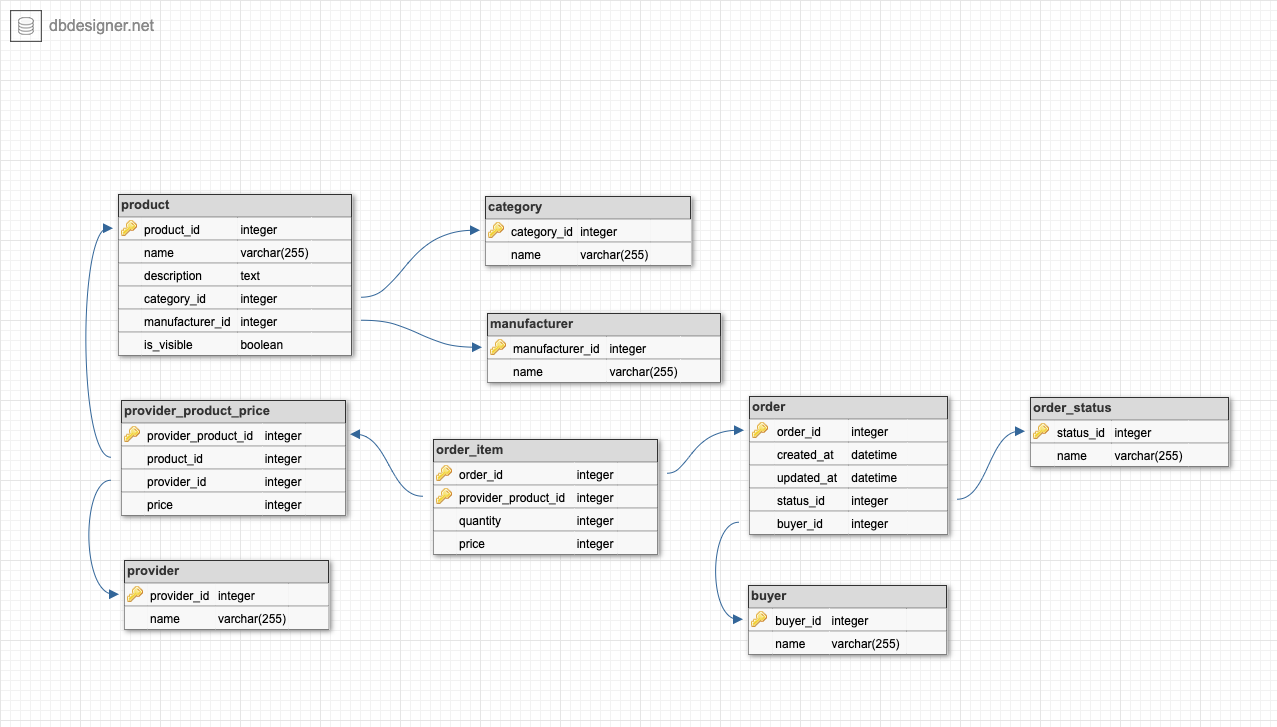 dbdesigner.net
product
product_id integer
name varchar(255)
description text
category_id integer
manufacturer_id integer
is_visible boolean
category
category_id integer
name varchar(255)
manufacturer
manufacturer_id integer
name varchar(255)
provider_product_price
provider_product_id integer
product_id integer
provider_id integer
price integer
order_item
order_id integer
provider_product_id integer
quantity integer
price integer
order
order_id integer
created_at datetime
updated_at datetime
status_id integer
buyer_id integer
order_status
status_id integer
name varchar(255)
provider
provider_id integer
name varchar(255)
buyer
buyer_id integer
name varchar(255)